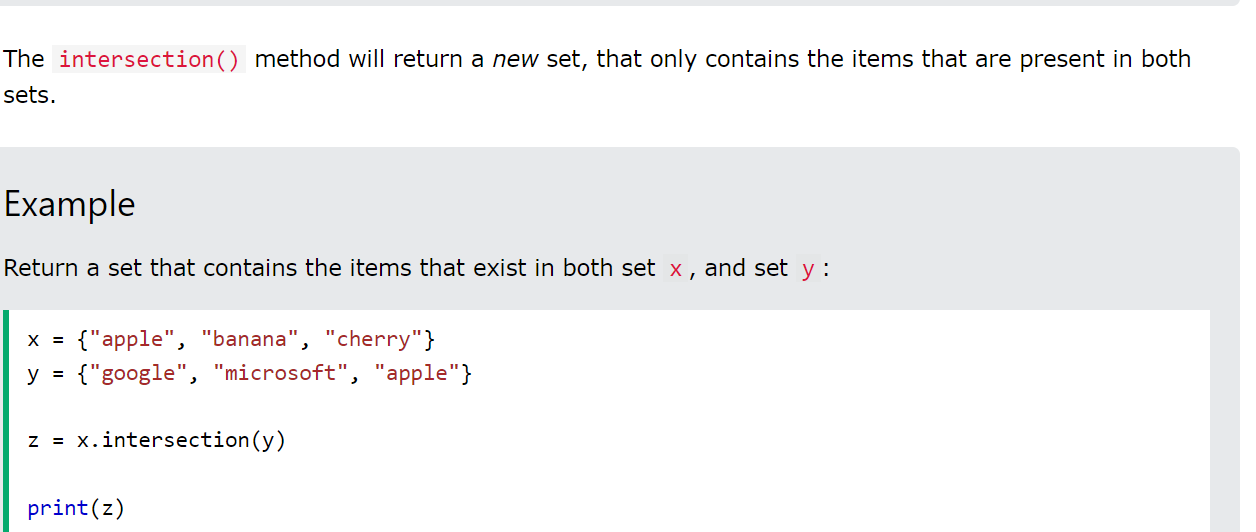 The intersection() method will return a new set, that only contains the items that are present in both
sets.
Example
Return a set that contains the items that exist in both set x, and set y:
x = {"apple", "banana", "cherry"}
y = {"google", "microsoft", "apple"}
z = x.intersection(y)
print(z)